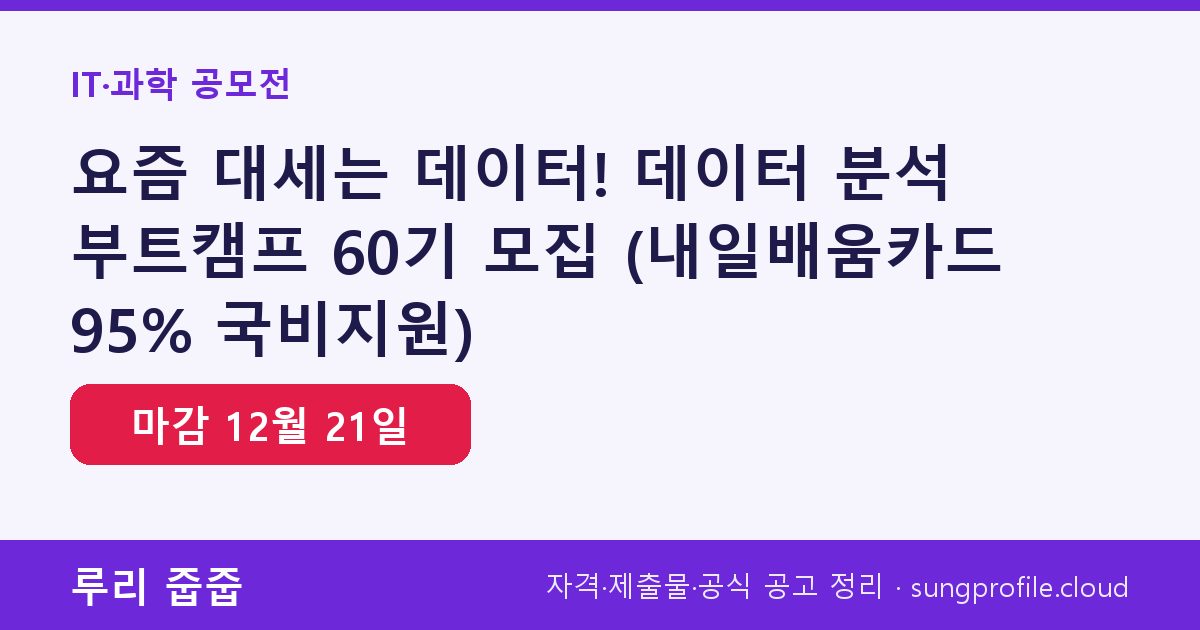 IT·과학 공모전
요즘 대세는 데이터! 데이터 분석
부트캠프 60기 모집 (내일배움카드
95% 국비지원)
마감 12월 21일
루리 줍줍
자격·제출물·공식 공고 정리 · sungprofile.cloud